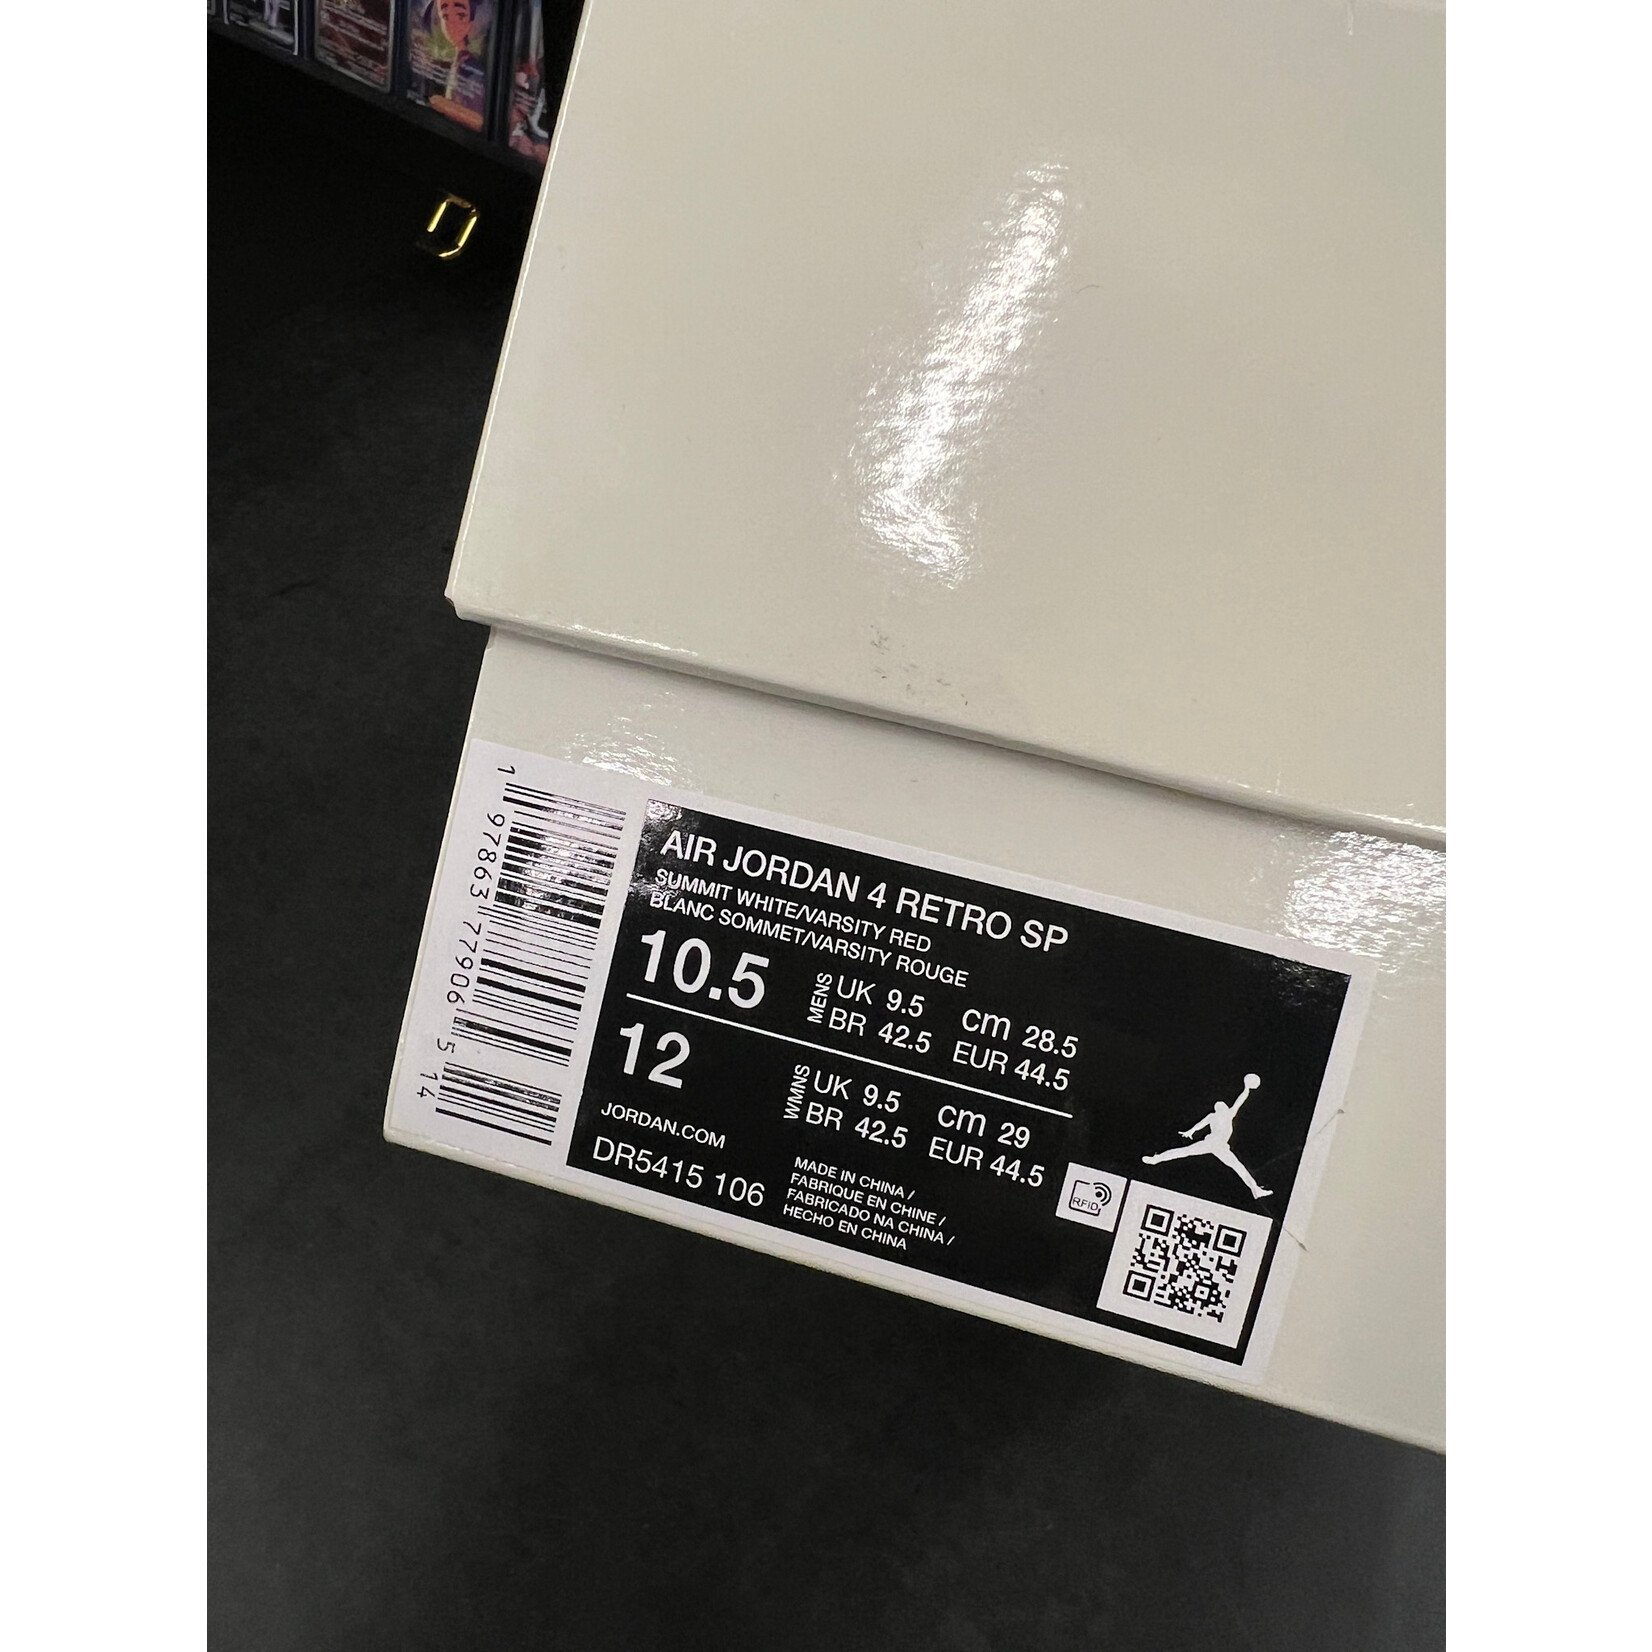 AIR JORDAN 4 RETRO SP
SUMMIT WHITE/VARSITY RED
BLANC SOMMET/VARSITY ROUGE
10.5 MENS UK 9.5 cm 28.5
BR 42.5 EUR 44.5
12 WMNS UK 9.5 cm 29
BR 42.5 EUR 44.5
JORDAN.COM
DR5415 106
MADE IN CHINA /
FABRIQUE EN CHINE /
FABRICADO NA CHINA /
HECHO EN CHINA
RFID
1 97863 77906 5 14